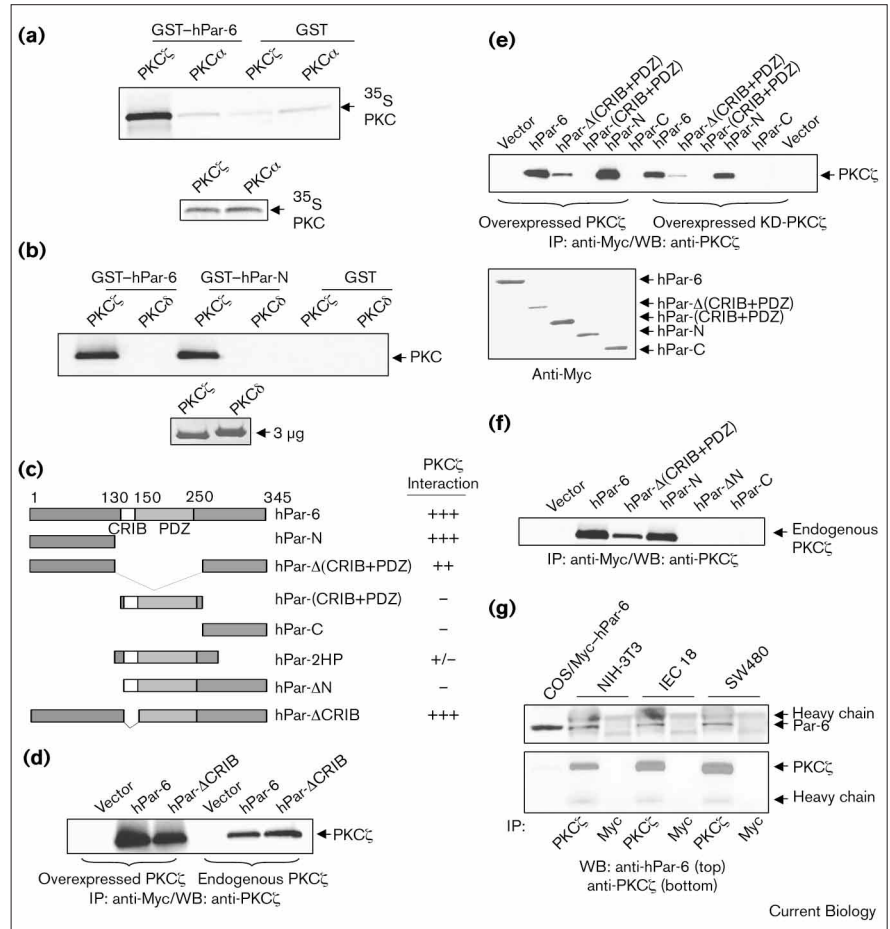 (a)
GST–hPar-6 GST
PKCζ PKCα PKCζ PKCα
35S
PKC
PKCζ PKCα
35S
PKC
(b)
GST–hPar-6 GST–hPar-N GST
PKCζ PKCδ PKCζ PKCδ PKCζ PKCδ
PKC
PKCζ PKCδ
3 µg
(c)
PKCζ
Interaction
1 130 150 250 345
hPar-6 +++
CRIB PDZ
hPar-N +++
hPar-Δ(CRIB+PDZ) ++
hPar-(CRIB+PDZ) –
hPar-C –
hPar-2HP +/–
hPar-ΔN –
hPar-ΔCRIB +++
(d)
Vector hPar-6 hPar-ΔCRIB Vector hPar-6 hPar-ΔCRIB
PKCζ
Overexpressed PKCζ Endogenous PKCζ
IP: anti-Myc/WB: anti-PKCζ
(e)
Vector hPar-6 hPar-Δ(CRIB+PDZ) hPar-(CRIB+PDZ) hPar-N hPar-C hPar-6 hPar-Δ(CRIB+PDZ) hPar-(CRIB+PDZ) hPar-N hPar-C Vector
PKCζ
Overexpressed PKCζ Overexpressed KD-PKCζ
IP: anti-Myc/WB: anti-PKCζ
hPar-6
hPar-Δ(CRIB+PDZ)
hPar-(CRIB+PDZ)
hPar-N
hPar-C
Anti-Myc
(f)
Vector hPar-6 hPar-Δ(CRIB+PDZ) hPar-N hPar-ΔN hPar-C
Endogenous
PKCζ
IP: anti-Myc/WB: anti-PKCζ
(g)
COS/Myc–hPar-6 NIH-3T3 IEC 18 SW480
Heavy chain
Par-6
PKCζ
Heavy chain
IP: PKCζ Myc PKCζ Myc PKCζ Myc
WB: anti-hPar-6 (top)
anti-PKCζ (bottom)
Current Biology